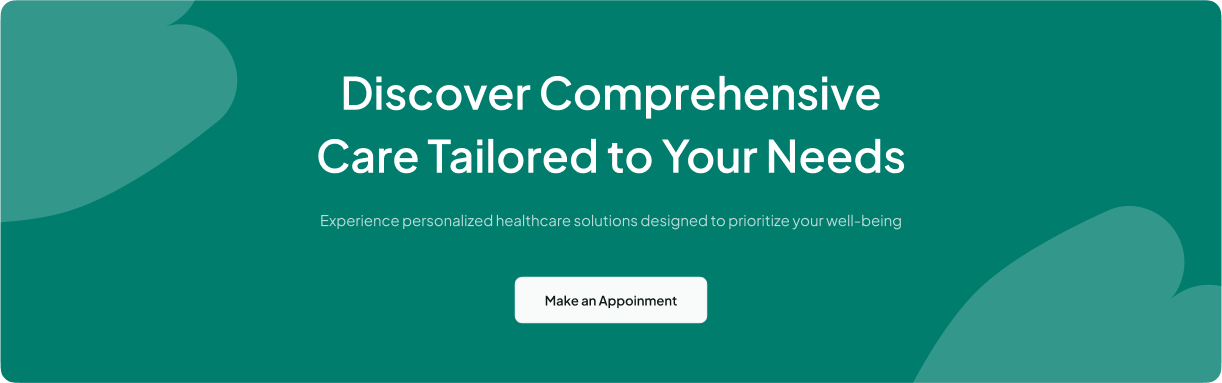 Discover Comprehensive
Care Tailored to Your Needs
Experience personalized healthcare solutions designed to prioritize your well-being
Make an Appoinment